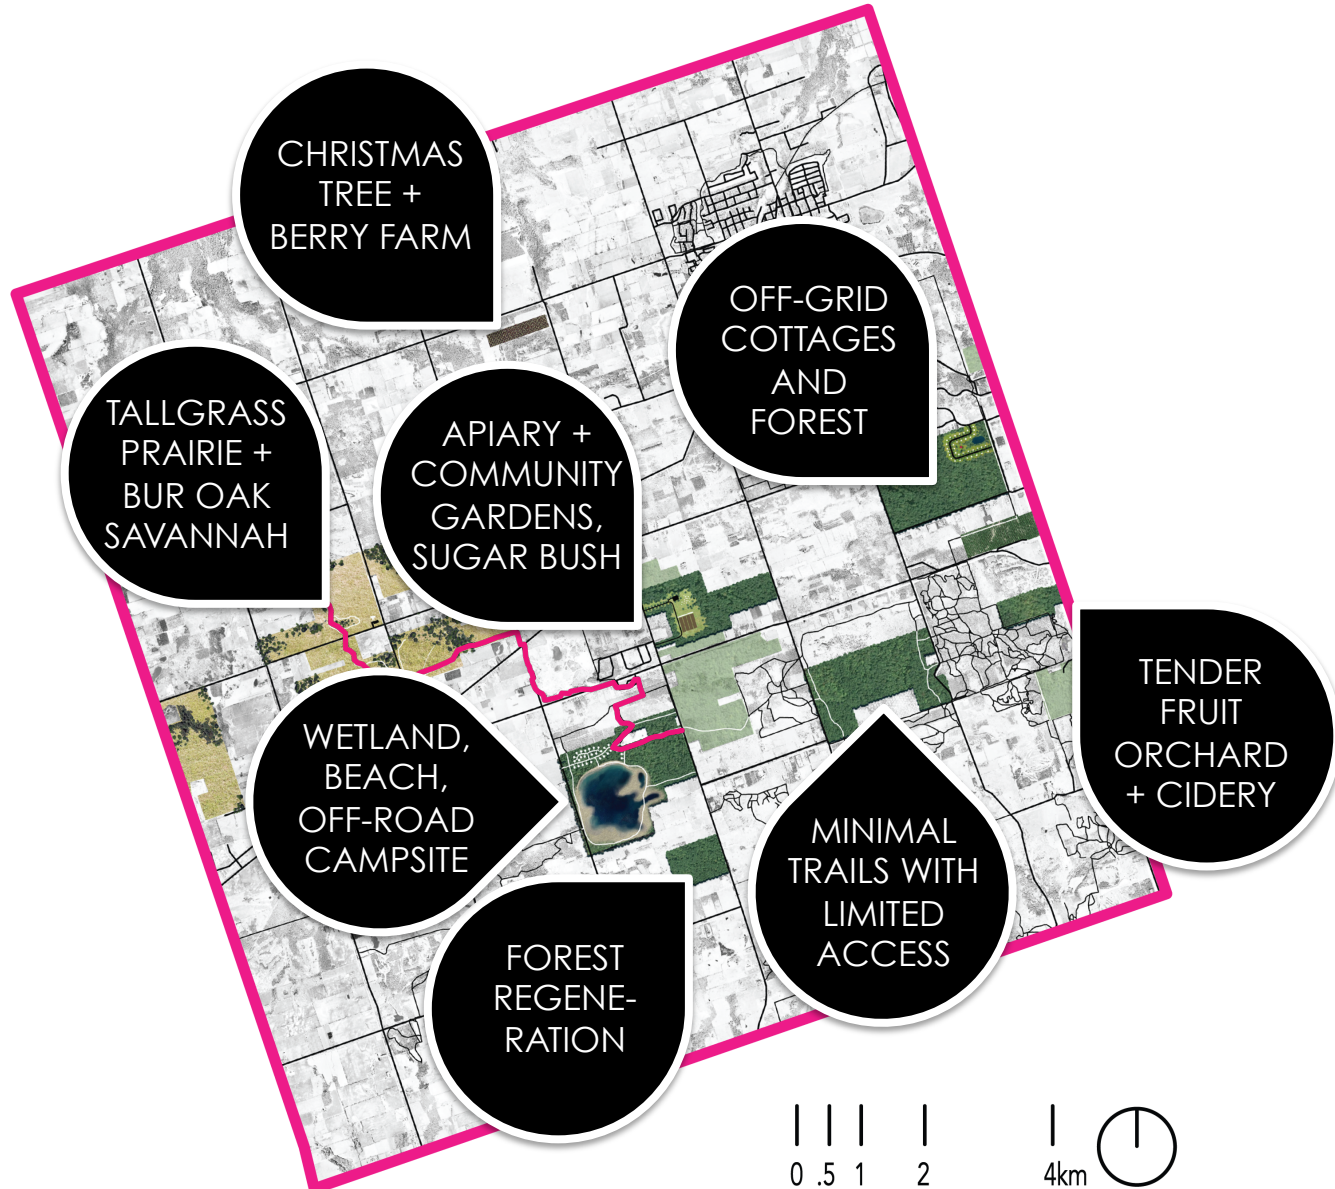 CHRISTMAS
TREE +
BERRY FARM
OFF-GRID
COTTAGES
AND
FOREST
TALLGRASS
PRAIRIE +
BUR OAK
SAVANNAH
APIARY +
COMMUNITY
GARDENS,
SUGAR BUSH
TENDER
FRUIT
ORCHARD
+ CIDERY
WETLAND,
BEACH,
OFF-ROAD
CAMPSITE
MINIMAL
TRAILS WITH
LIMITED
ACCESS
FOREST
REGENE-
RATION
0 .5 1 2 4km